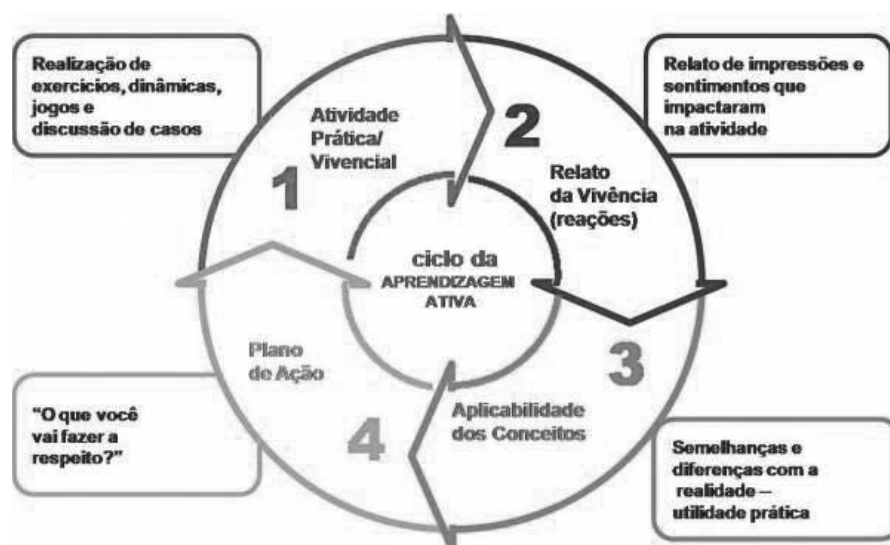 Realização de
exercícios, dinâmicas,
jogos e
discussão de casos
1
Atividade
Prática/
Vivencial
2
Relato
da Vivência
(reações)
Relato de impressões e
sentimentos que
impactaram
na atividade
ciclo da
APRENDIZAGEM
ATIVA
3
Aplicabilidade
dos Conceitos
Semelhanças e
diferenças com a
realidade –
utilidade prática
4
Plano
de Ação
"O que você
vai fazer a
respeito?"